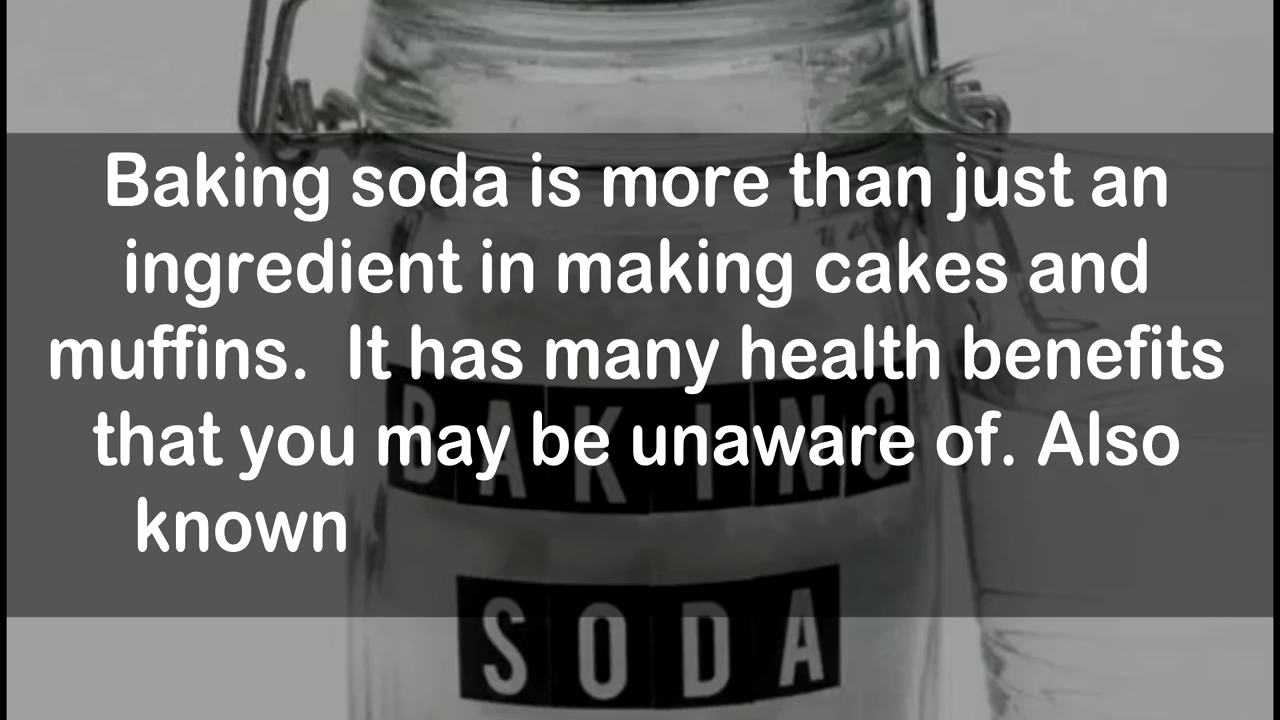 Baking soda is more than just an
ingredient in making cakes and
muffins.  It has many health benefits
that you may be unaware of. Also
known
BAKING
SODA